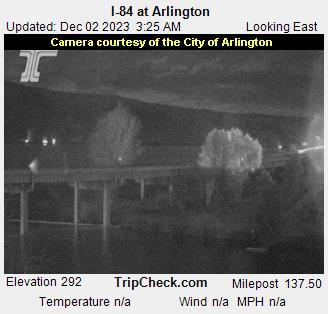 I-84 at Arlington
Updated: Dec 02 2023 3:25 AM Looking East
Camera courtesy of the City of Arlington
Elevation 292 TripCheck.com Milepost 137.50
Temperature n/a Wind n/a MPH n/a